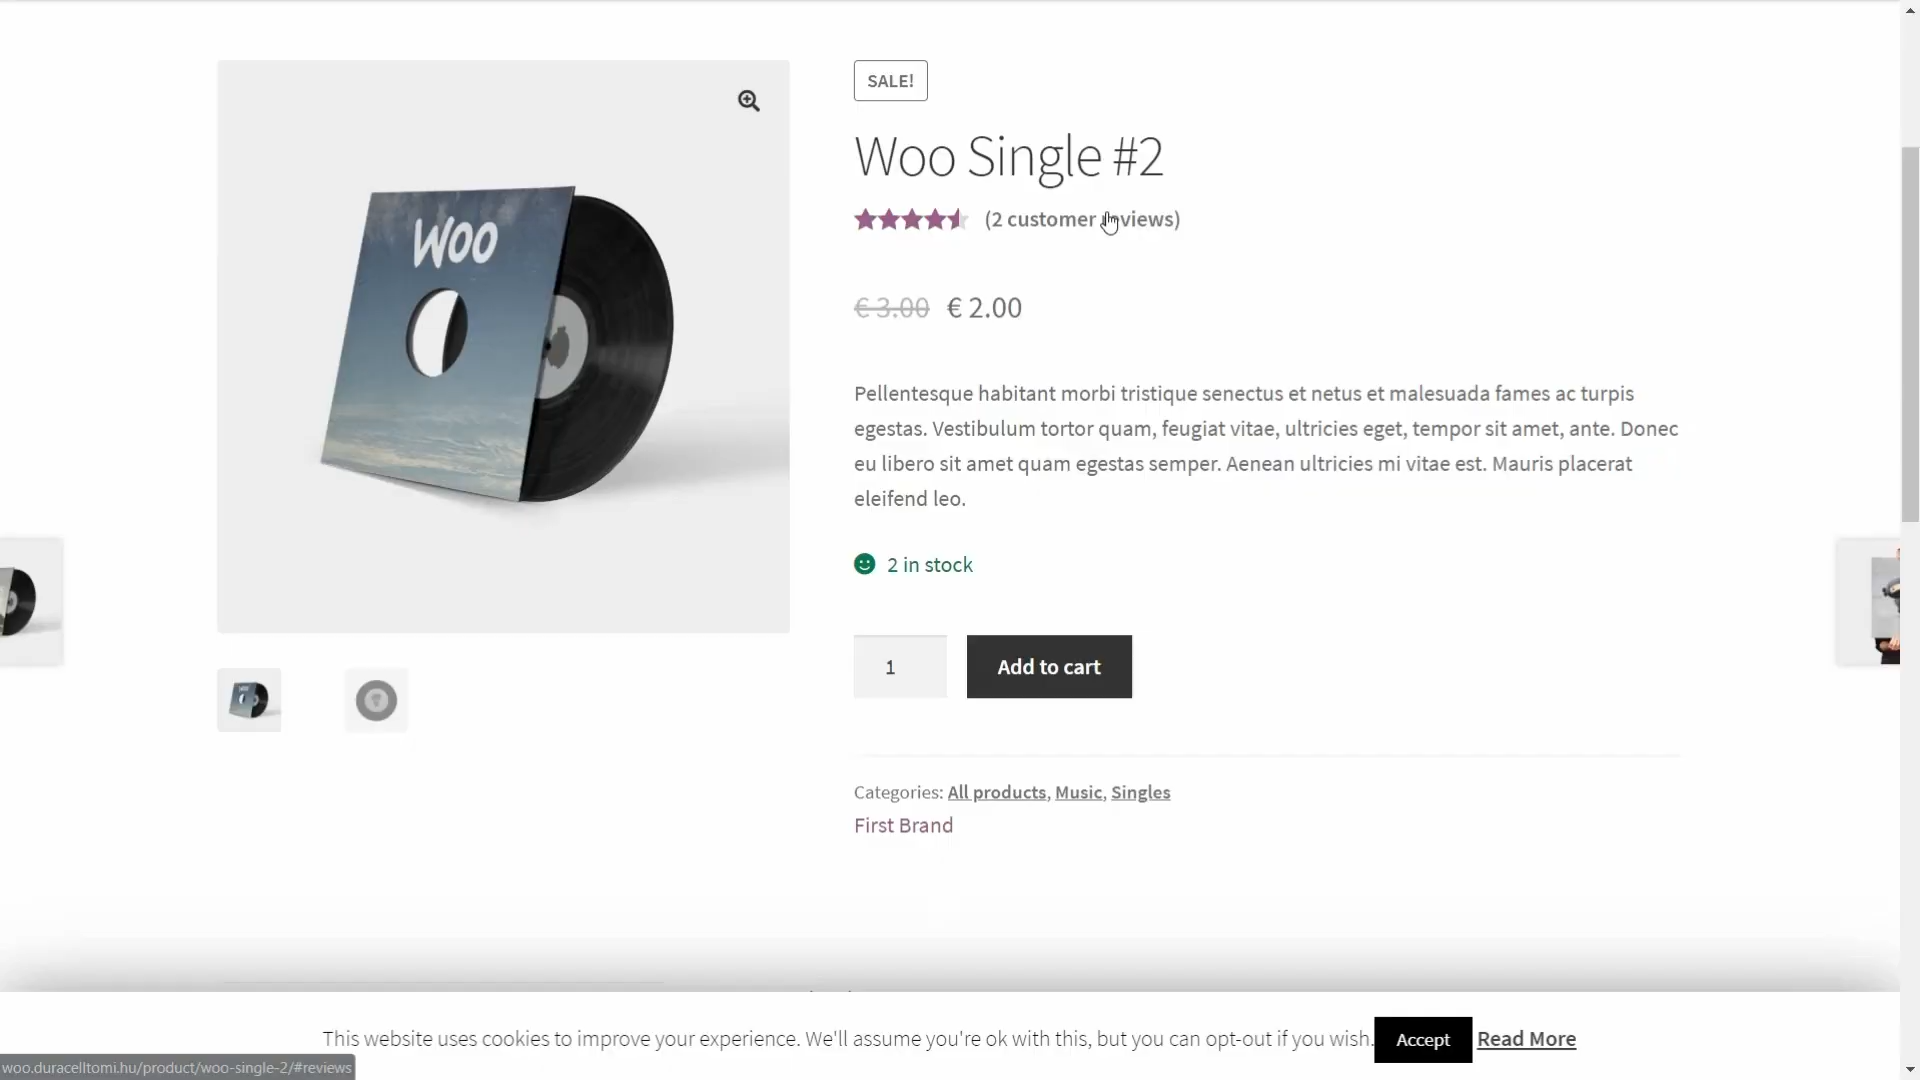 SALE!
Woo Single #2
(2 customer reviews)
€ 3.00 € 2.00
Pellentesque habitant morbi tristique senectus et netus et malesuada fames ac turpis
egestas. Vestibulum tortor quam, feugiat vitae, ultricies eget, tempor sit amet, ante. Donec
eu libero sit amet quam egestas semper. Aenean ultricies mi vitae est. Mauris placerat
eleifend leo.
2 in stock
1 Add to cart
Categories: All products, Music, Singles
First Brand
WOO
This website uses cookies to improve your experience. We'll assume you're ok with this, but you can opt-out if you wish. Accept Read More
woo.duracelltomi.hu/product/woo-single-2/#reviews